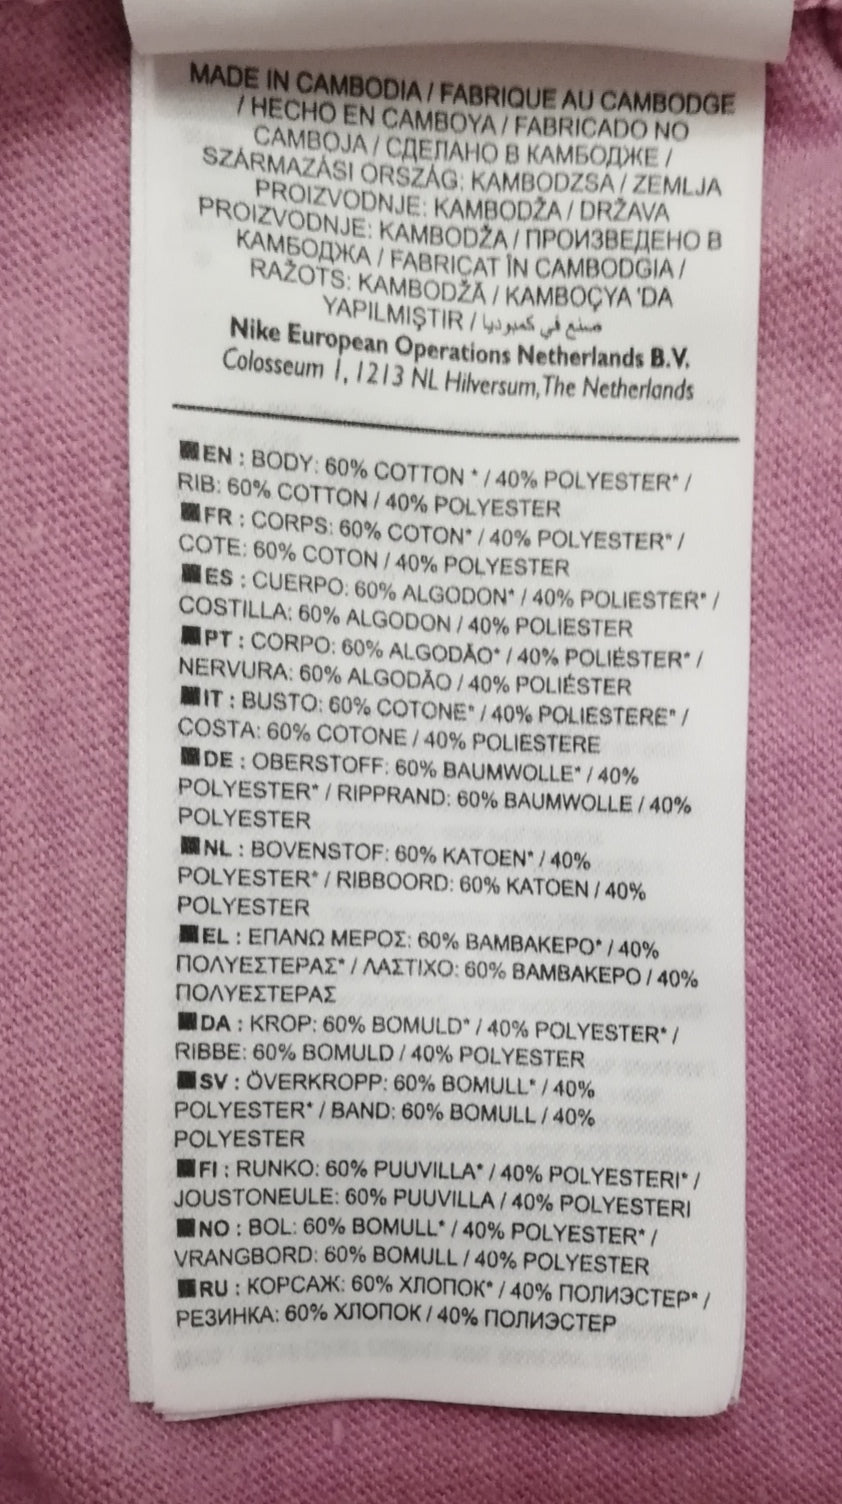 MADE IN CAMBODIA / FABRIQUE AU CAMBODGE
/ HECHO EN CAMBOYA / FABRICADO NO
CAMBOJA / СДЕЛАНО В КАМБОДЖЕ /
SZÁRMAZÁSI ORSZÁG: KAMBODZSA / ZEMLJA
PROIZVODNJE: KAMBODŽA / DRŽAVA
PROIZVODNJE: KAMBODŽA / ПРОИЗВЕДЕНО В
КАМБОДЖА / FABRICAT ÎN CAMBODGIA /
RAŽOTS: KAMBODŽĀ / KAMBOÇYA 'DA
YAPILMIŞTIR / صنع في كمبوديا
Nike European Operations Netherlands B.V.
Colosseum 1, 1213 NL Hilversum, The Netherlands
EN : BODY: 60% COTTON * / 40% POLYESTER* /
RIB: 60% COTTON / 40% POLYESTER
FR : CORPS: 60% COTON* / 40% POLYESTER* /
COTE: 60% COTON / 40% POLYESTER
ES : CUERPO: 60% ALGODON* / 40% POLIESTER* /
COSTILLA: 60% ALGODON / 40% POLIESTER
PT : CORPO: 60% ALGODÃO* / 40% POLIÉSTER* /
NERVURA: 60% ALGODÃO / 40% POLIÉSTER
IT : BUSTO: 60% COTONE* / 40% POLIESTERE* /
COSTA: 60% COTONE / 40% POLIESTERE
DE : OBERSTOFF: 60% BAUMWOLLE* / 40%
POLYESTER* / RIPPRAND: 60% BAUMWOLLE / 40%
POLYESTER
NL : BOVENSTOF: 60% KATOEN* / 40%
POLYESTER* / RIBBOORD: 60% KATOEN / 40%
POLYESTER
EL : ΕΠΑΝΩ ΜΕΡΟΣ: 60% ΒΑΜΒΑΚΕΡΟ* / 40%
ΠΟΛΥΕΣΤΕΡΑΣ* / ΛΑΣΤΙΧΟ: 60% ΒΑΜΒΑΚΕΡΟ / 40%
ΠΟΛΥΕΣΤΕΡΑΣ
DA : KROP: 60% BOMULD* / 40% POLYESTER* /
RIBBE: 60% BOMULD / 40% POLYESTER
SV : ÖVERKROPP: 60% BOMULL* / 40%
POLYESTER* / BAND: 60% BOMULL / 40%
POLYESTER
FI : RUNKO: 60% PUUVILLA* / 40% POLYESTERI* /
JOUSTONEULE: 60% PUUVILLA / 40% POLYESTERI
NO : BOL: 60% BOMULL* / 40% POLYESTER* /
VRANGBORD: 60% BOMULL / 40% POLYESTER
RU : КОРСАЖ: 60% ХЛОПОК* / 40% ПОЛИЭСТЕР* /
РЕЗИНКА: 60% ХЛОПОК / 40% ПОЛИЭСТЕР